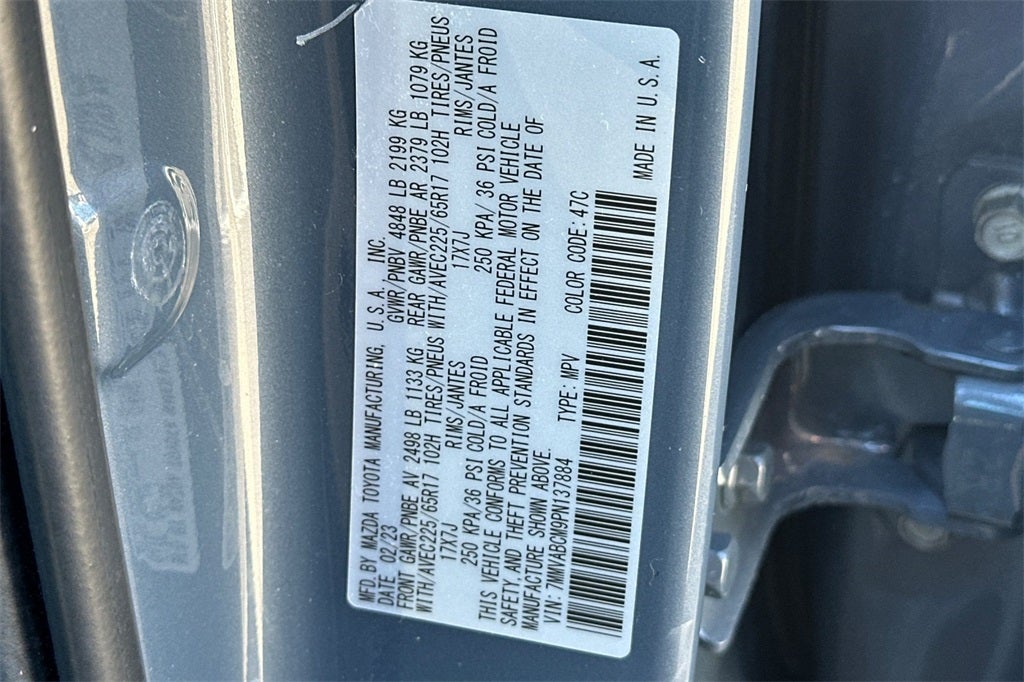 MFD. BY MAZDA TOYOTA MANUFACTURING, U.S.A. INC.
DATE 02/23 GVWR/PNBV 4848 LB 2199 KG
FRONT GAWR/PNBE AV 2498 LB 1133 KG REAR GAWR/PNBE AR 2379 LB 1079 KG
WITH/AVEC225/65R17 102H TIRES/PNEUS WITH/AVEC225/65R17 102H TIRES/PNEUS
17X7J RIMS/JANTES 17X7J RIMS/JANTES
250 KPA/36 PSI COLD/A FROID 250 KPA/36 PSI COLD/A FROID
THIS VEHICLE CONFORMS TO ALL APPLICABLE FEDERAL MOTOR VEHICLE
SAFETY, AND THEFT PREVENTION STANDARDS IN EFFECT ON THE DATE OF
MANUFACTURE SHOWN ABOVE.
VIN: 7MMVABCM9PN137884 TYPE: MPV COLOR CODE: 47C
MADE IN U.S.A.